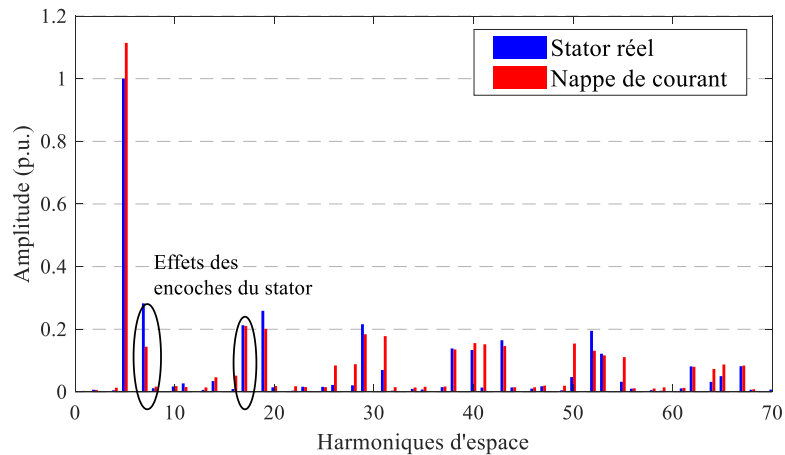 1.2
1
0.8
0.6
0.4
0.2
0
Amplitude (p.u.)
Stator réel
Nappe de courant
Effets des
encoches du stator
0 10 20 30 40 50 60 70
Harmoniques d'espace